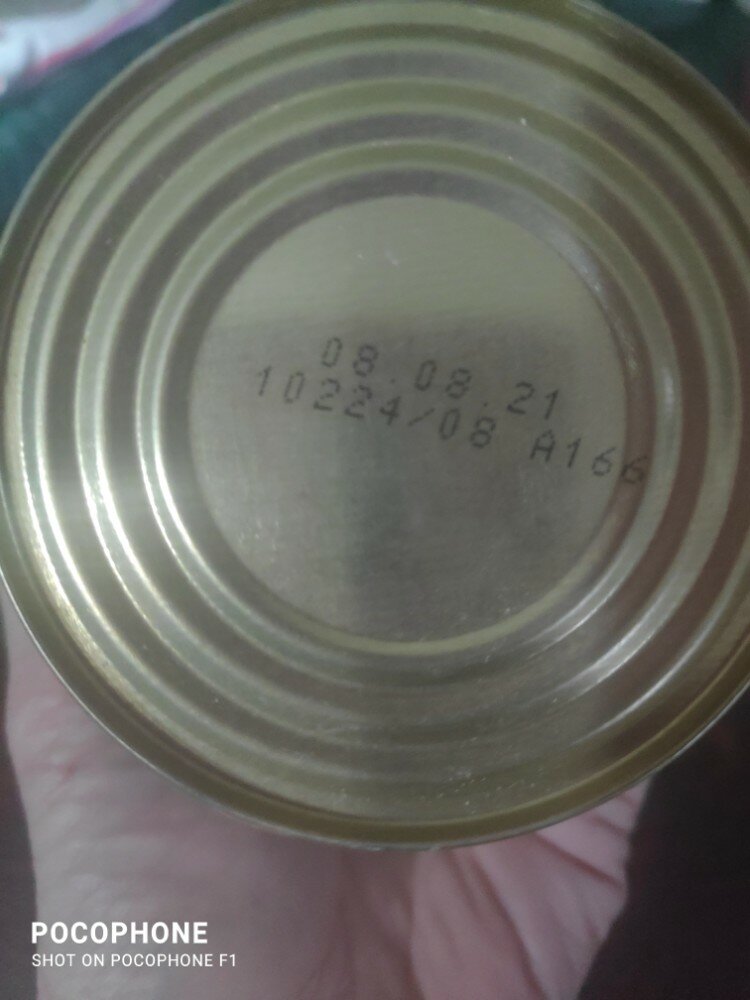 08.08.21
10224/08 A166
POCOPHONE
SHOT ON POCOPHONE F1